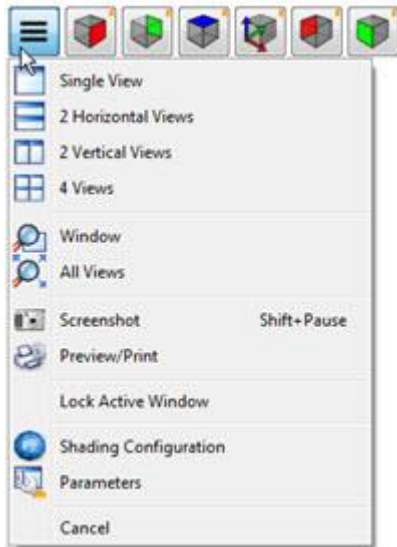 Single View
2 Horizontal Views
2 Vertical Views
4 Views
Window
All Views
Screenshot Shift+Pause
Preview/Print
Lock Active Window
Shading Configuration
Parameters
Cancel